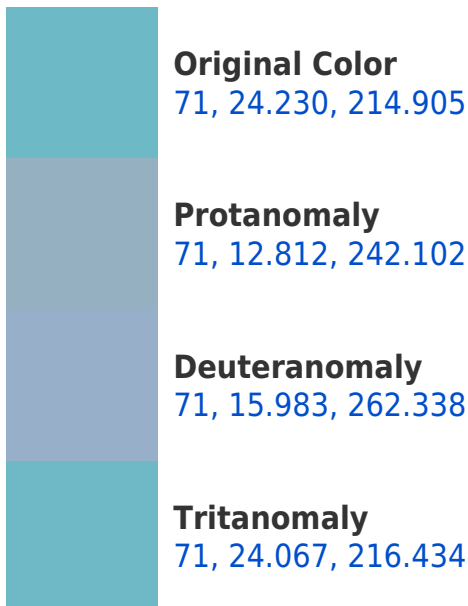 Original Color
71, 24.230, 214.905
Protanomaly
71, 12.812, 242.102
Deuteranomaly
71, 15.983, 262.338
Tritanomaly
71, 24.067, 216.434